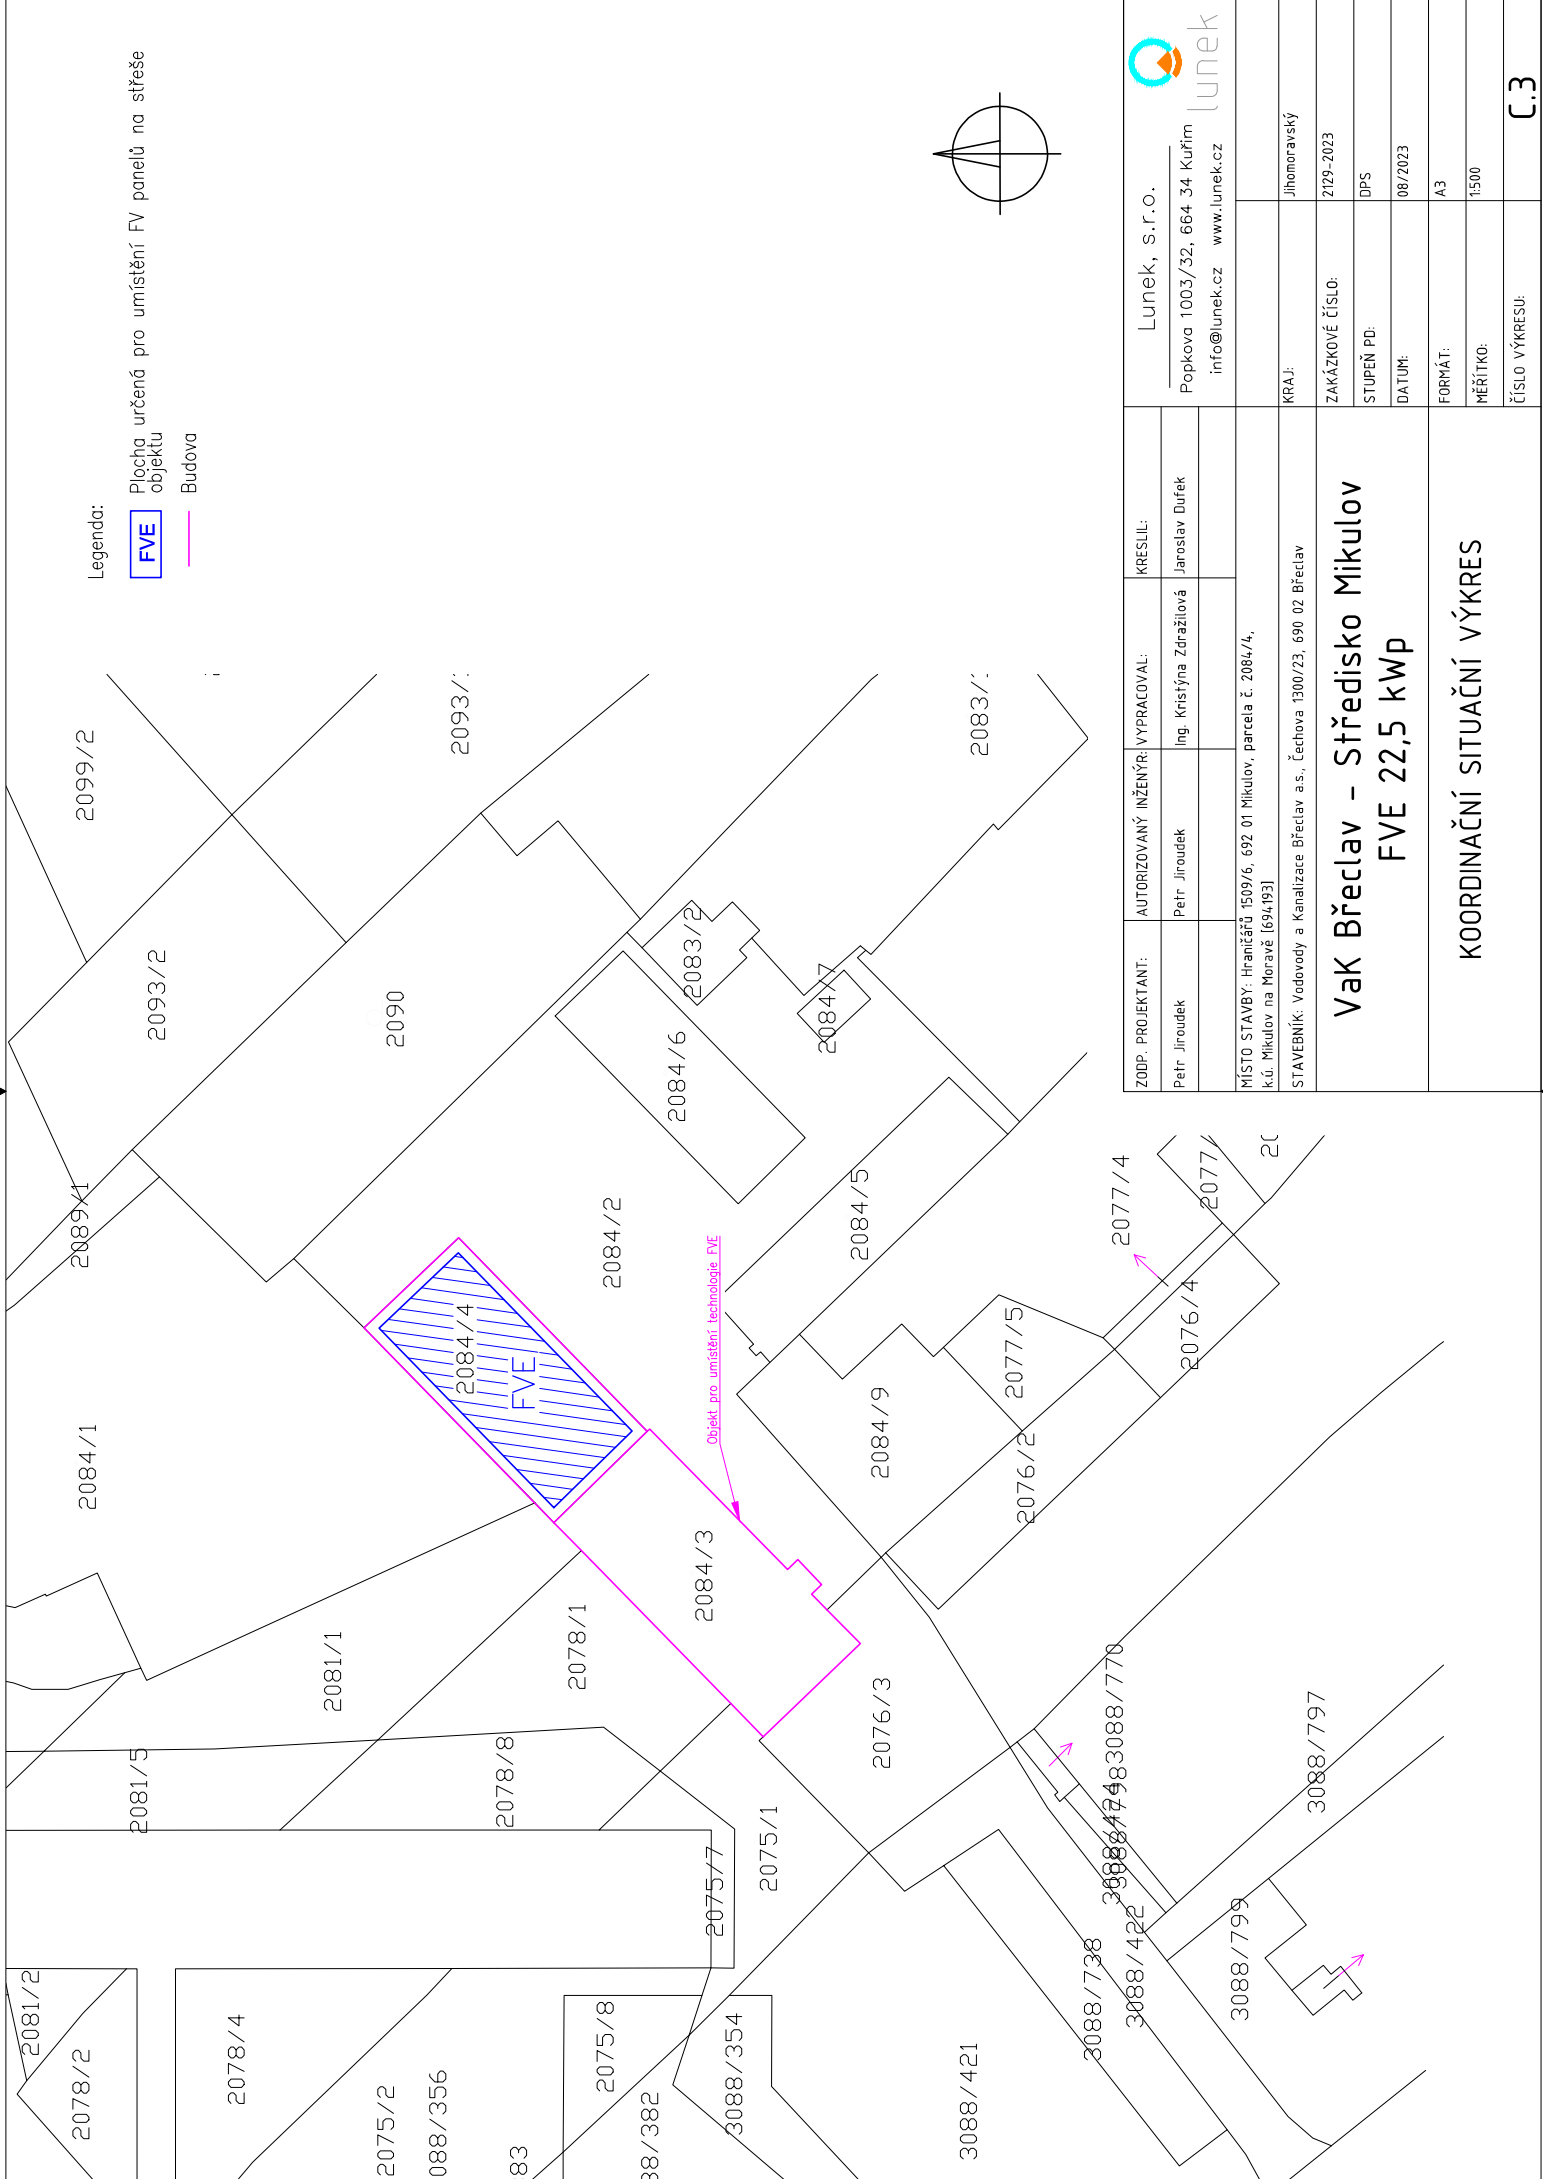 Legenda:
FVE
Plocha určená pro umístění FV panelů na střeše
objektu
Budova
2099/2
2093/2
2090
2083/2
2084/7
2084/6
2089/1
2084/2
2084/5
2084/4
FVE
Objekt pro umístění technologie FVE
2084/1
2084/3
2084/9
2077/5
2077/4
2076/4
2076/2
2081/1
2078/1
2076/3
2081/5
2078/8
2075/1
2075/7
3088/770
3088/798
3088/424
3088/797
3088/799
3088/422
3088/738
2081/2
2078/2
2078/4
2075/2
2075/8
3088/354
3088/421
ZODP. PROJEKTANT:
AUTORIZOVANÝ INŽENÝR:
VYPRACOVAL:
KRESLIL:
Petr Jiroudek
Petr Jiroudek
Ing. Kristýna Zdražilová
Jaroslav Dufek
Lunek, s.r.o.
Popkova 1003/32, 664 34 Kuřim
info@lunek.cz www.lunek.cz
lunek
MÍSTO STAVBY: Hraničářů 1509/6, 692 01 Mikulov, parcela č. 2084/4,
k.ú. Mikulov na Moravě [694193]
STAVEBNÍK: Vodovody a Kanalizace Břeclav a.s., Čechova 1300/23, 690 02 Břeclav
VaK Břeclav - Středisko Mikulov
FVE 22,5 kWp
KOORDINAČNÍ SITUAČNÍ VÝKRES
KRAJ: Jihomoravský
ZAKÁZKOVÉ ČÍSLO: 2129-2023
STUPEŇ PD: DPS
DATUM: 08/2023
FORMÁT: A3
MĚŘÍTKO: 1:500
ČÍSLO VÝKRESU: C.3